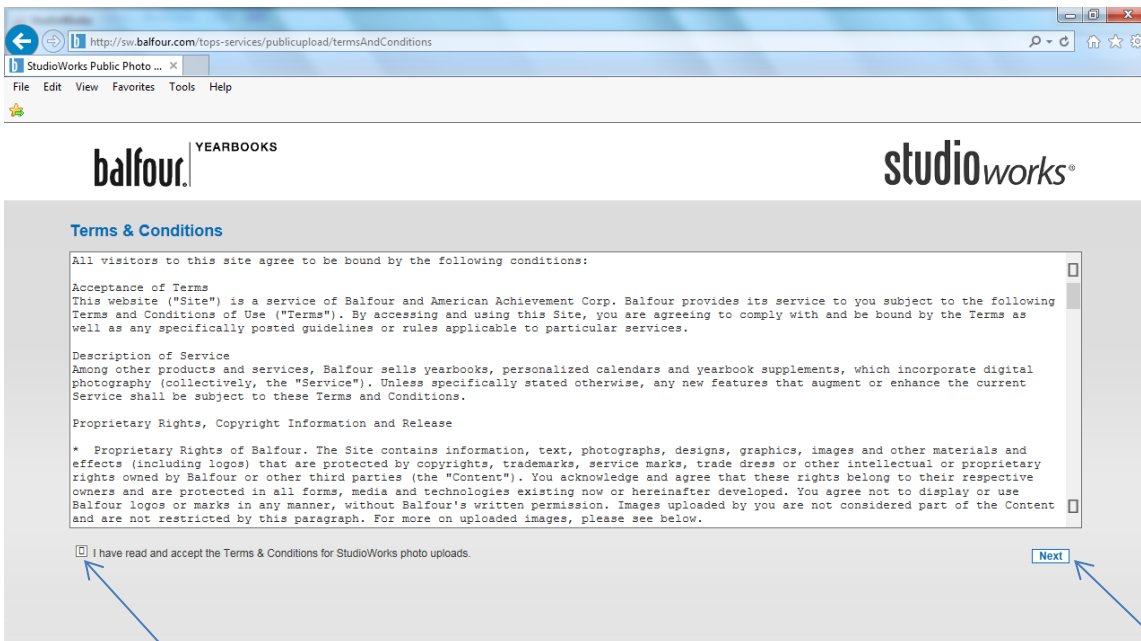 http://sw.balfour.com/tops-services/publicupload/termsAndConditions
StudioWorks Public Photo ...
File Edit View Favorites Tools Help
balfour. YEARBOOKS
studioworks®
Terms & Conditions
All visitors to this site agree to be bound by the following conditions:
Acceptance of Terms
This website ("Site") is a service of Balfour and American Achievement Corp. Balfour provides its service to you subject to the following
Terms and Conditions of Use ("Terms"). By accessing and using this Site, you are agreeing to comply with and be bound by the Terms as
well as any specifically posted guidelines or rules applicable to particular services.
Description of Service
Among other products and services, Balfour sells yearbooks, personalized calendars and yearbook supplements, which incorporate digital
photography (collectively, the "Service"). Unless specifically stated otherwise, any new features that augment or enhance the current
Service shall be subject to these Terms and Conditions.
Proprietary Rights, Copyright Information and Release
* Proprietary Rights of Balfour. The Site contains information, text, photographs, designs, graphics, images and other materials and
effects (including logos) that are protected by copyrights, trademarks, service marks, trade dress or other intellectual or proprietary
rights owned by Balfour or other third parties (the "Content"). You acknowledge and agree that these rights belong to their respective
owners and are protected in all forms, media and technologies existing now or hereinafter developed. You agree not to display or use
Balfour logos or marks in any manner, without Balfour's written permission. Images uploaded by you are not considered part of the Content
and are not restricted by this paragraph. For more on uploaded images, please see below.
I have read and accept the Terms & Conditions for StudioWorks photo uploads.
Next